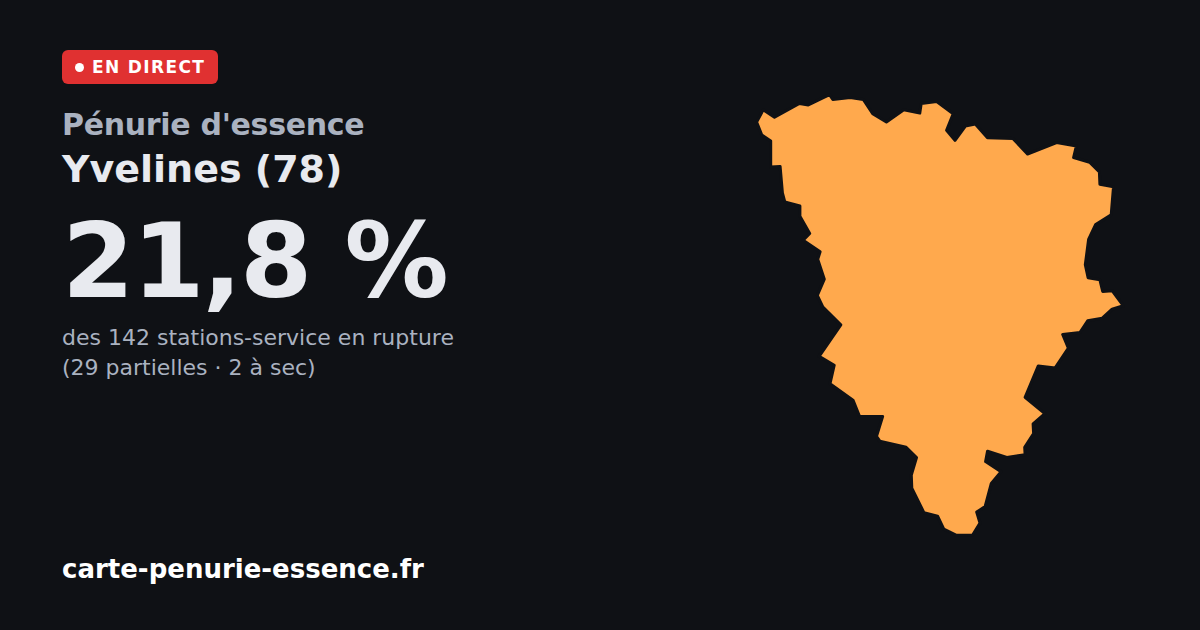 EN DIRECT
Pénurie d'essence
Yvelines (78)
21,8 %
des 142 stations-service en rupture
(29 partielles · 2 à sec)
carte-penurie-essence.fr